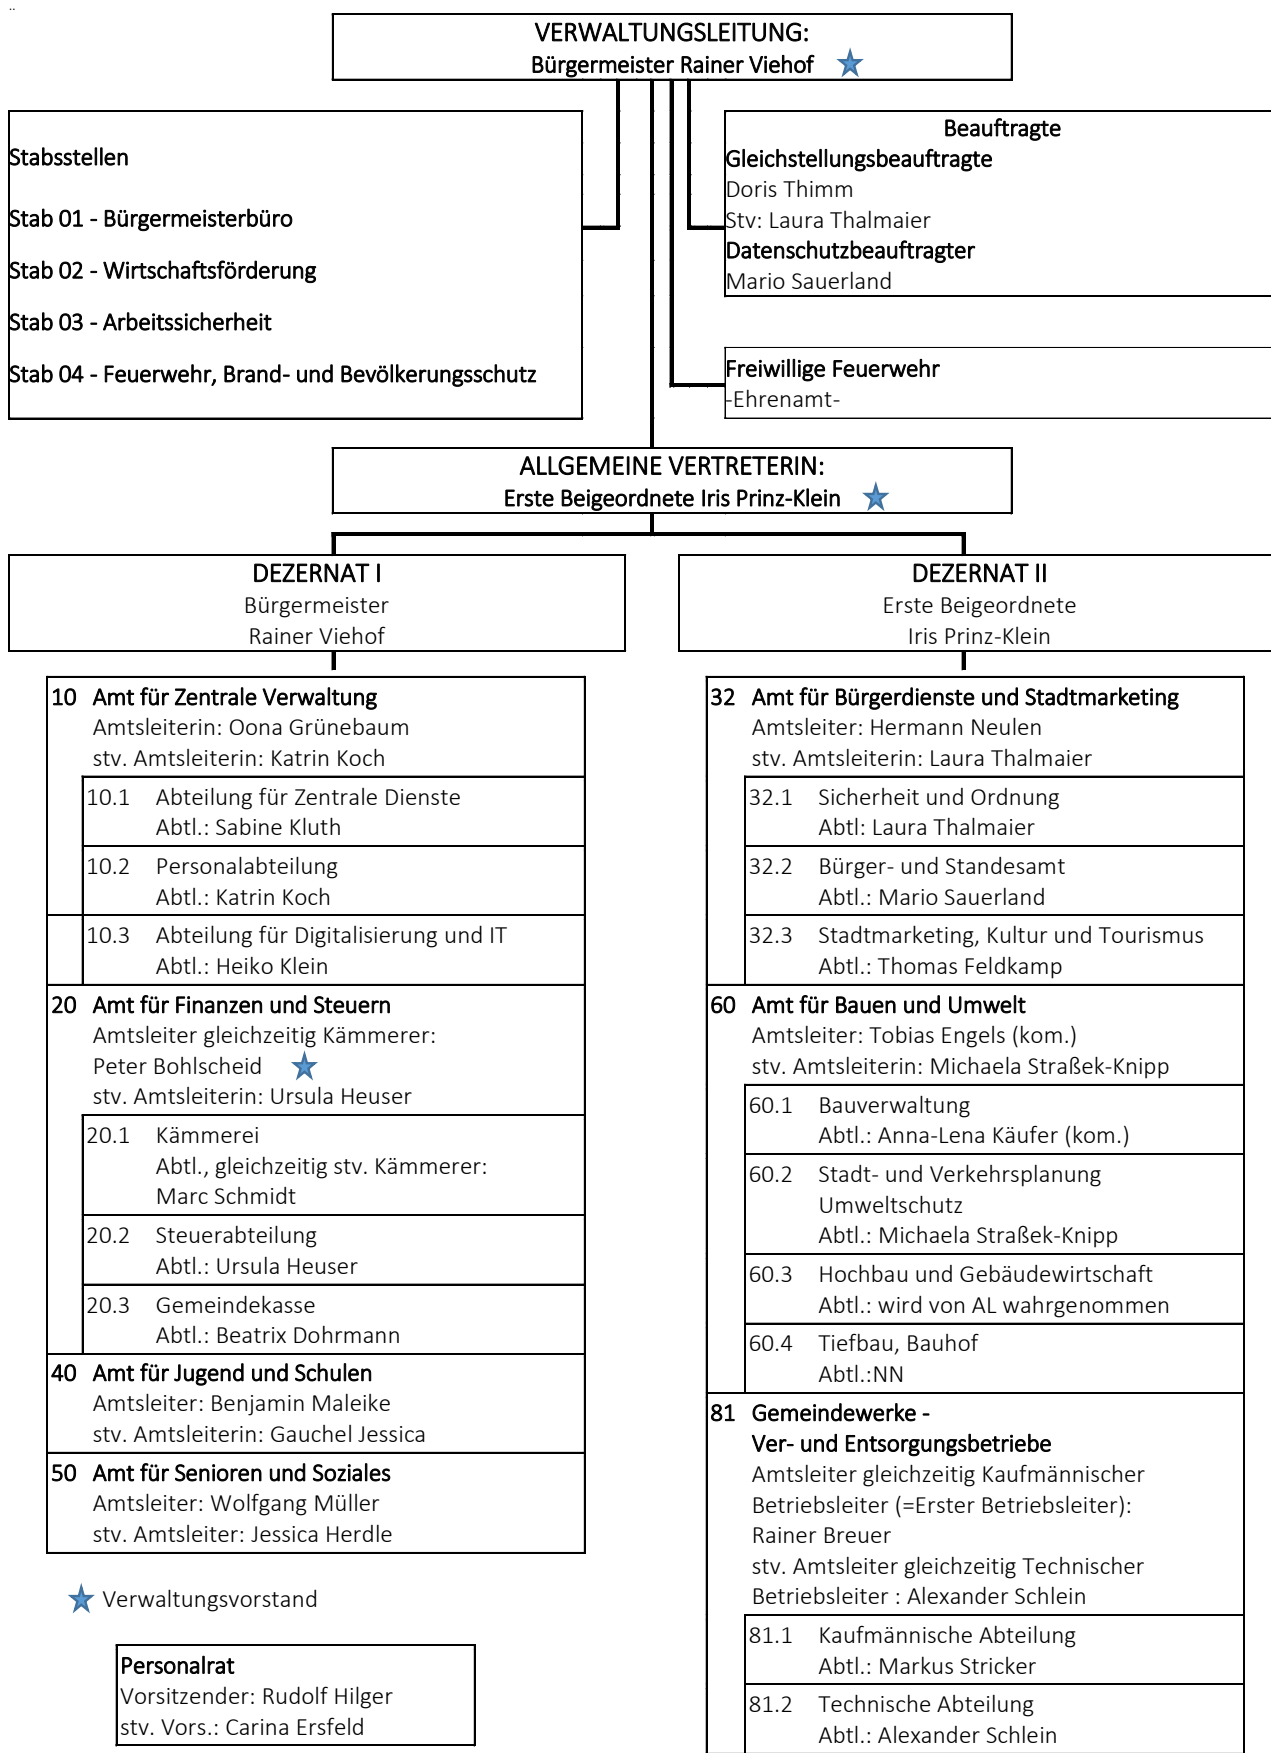 ..
VERWALTUNGSLEITUNG:
Bürgermeister Rainer Viehof
Stabsstellen
Stab 01 - Bürgermeisterbüro
Stab 02 - Wirtschaftsförderung
Stab 03 - Arbeitssicherheit
Stab 04 - Feuerwehr, Brand- und Bevölkerungsschutz
Beauftragte
Gleichstellungsbeauftragte
Doris Thimm
Stv: Laura Thalmaier
Datenschutzbeauftragter
Mario Sauerland
Freiwillige Feuerwehr
-Ehrenamt-
ALLGEMEINE VERTRETERIN:
Erste Beigeordnete Iris Prinz-Klein
DEZERNAT I
Bürgermeister
Rainer Viehof
10 Amt für Zentrale Verwaltung
Amtsleiterin: Oona Grünebaum
stv. Amtsleiterin: Katrin Koch
10.1 Abteilung für Zentrale Dienste
Abtl.: Sabine Kluth
10.2 Personalabteilung
Abtl.: Katrin Koch
10.3 Abteilung für Digitalisierung und IT
Abtl.: Heiko Klein
20 Amt für Finanzen und Steuern
Amtsleiter gleichzeitig Kämmerer:
Peter Bohlscheid
stv. Amtsleiterin: Ursula Heuser
20.1 Kämmerei
Abtl., gleichzeitig stv. Kämmerer:
Marc Schmidt
20.2 Steuerabteilung
Abtl.: Ursula Heuser
20.3 Gemeindekasse
Abtl.: Beatrix Dohrmann
40 Amt für Jugend und Schulen
Amtsleiter: Benjamin Maleike
stv. Amtsleiterin: Gauchel Jessica
50 Amt für Senioren und Soziales
Amtsleiter: Wolfgang Müller
stv. Amtsleiter: Jessica Herdle
Verwaltungsvorstand
Personalrat
Vorsitzender: Rudolf Hilger
stv. Vors.: Carina Ersfeld
DEZERNAT II
Erste Beigeordnete
Iris Prinz-Klein
32 Amt für Bürgerdienste und Stadtmarketing
Amtsleiter: Hermann Neulen
stv. Amtsleiterin: Laura Thalmaier
32.1 Sicherheit und Ordnung
Abtl: Laura Thalmaier
32.2 Bürger- und Standesamt
Abtl.: Mario Sauerland
32.3 Stadtmarketing, Kultur und Tourismus
Abtl.: Thomas Feldkamp
60 Amt für Bauen und Umwelt
Amtsleiter: Tobias Engels (kom.)
stv. Amtsleiterin: Michaela Straßek-Knipp
60.1 Bauverwaltung
Abtl.: Anna-Lena Käufer (kom.)
60.2 Stadt- und Verkehrsplanung
Umweltschutz
Abtl.: Michaela Straßek-Knipp
60.3 Hochbau und Gebäudewirtschaft
Abtl.: wird von AL wahrgenommen
60.4 Tiefbau, Bauhof
Abtl.:NN
81 Gemeindewerke -
Ver- und Entsorgungsbetriebe
Amtsleiter gleichzeitig Kaufmännischer
Betriebsleiter (=Erster Betriebsleiter):
Rainer Breuer
stv. Amtsleiter gleichzeitig Technischer
Betriebsleiter : Alexander Schlein
81.1 Kaufmännische Abteilung
Abtl.: Markus Stricker
81.2 Technische Abteilung
Abtl.: Alexander Schlein